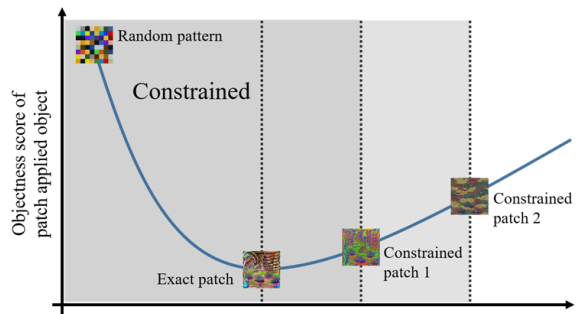 Random pattern
Constrained
Objectness score of
patch applied object
Exact patch
Constrained
patch 1
Constrained
patch 2